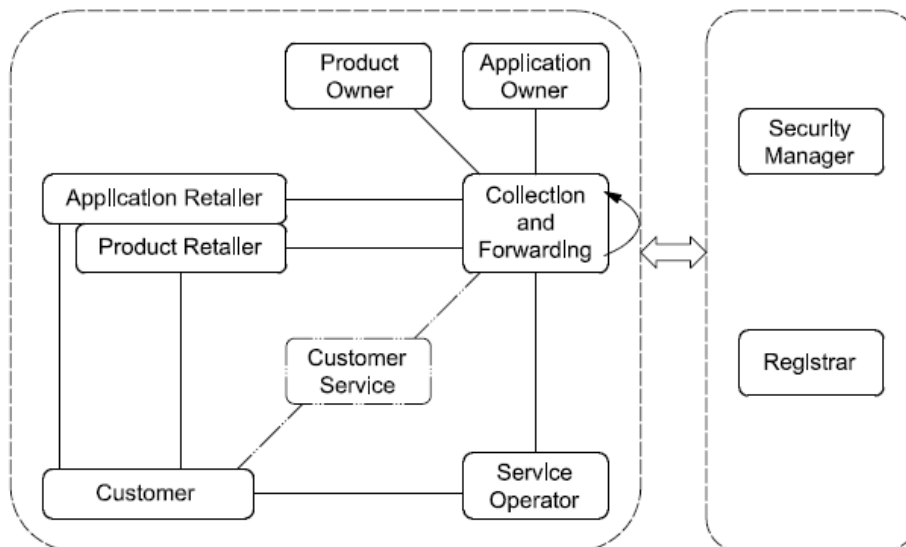 Product
Owner
Application
Owner
Security
Manager
Application Retailer
Product Retailer
Collection
and
Forwarding
Customer
Service
Registrar
Customer
Service
Operator